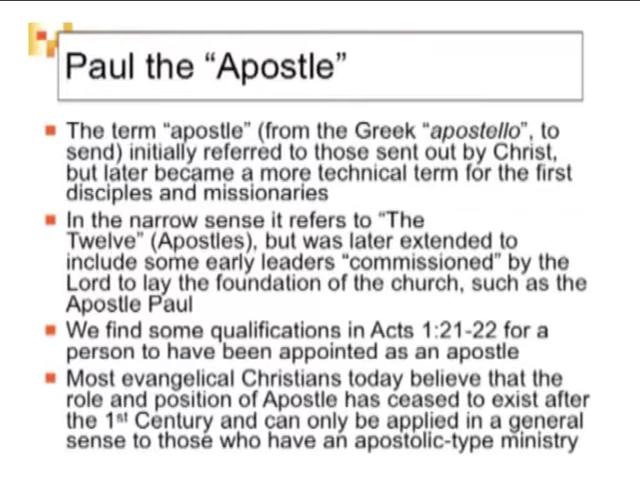 Paul the “Apostle”
The term “apostle” (from the Greek “apostello”, to
send) initially referred to those sent out by Christ,
but later became a more technical term for the first
disciples and missionaries
In the narrow sense it refers to “The
Twelve” (Apostles), but was later extended to
include some early leaders “commissioned” by the
Lord to lay the foundation of the church, such as the
Apostle Paul
We find some qualifications in Acts 1:21-22 for a
person to have been appointed as an apostle
Most evangelical Christians today believe that the
role and position of Apostle has ceased to exist after
the 1st Century and can only be applied in a general
sense to those who have an apostolic-type ministry